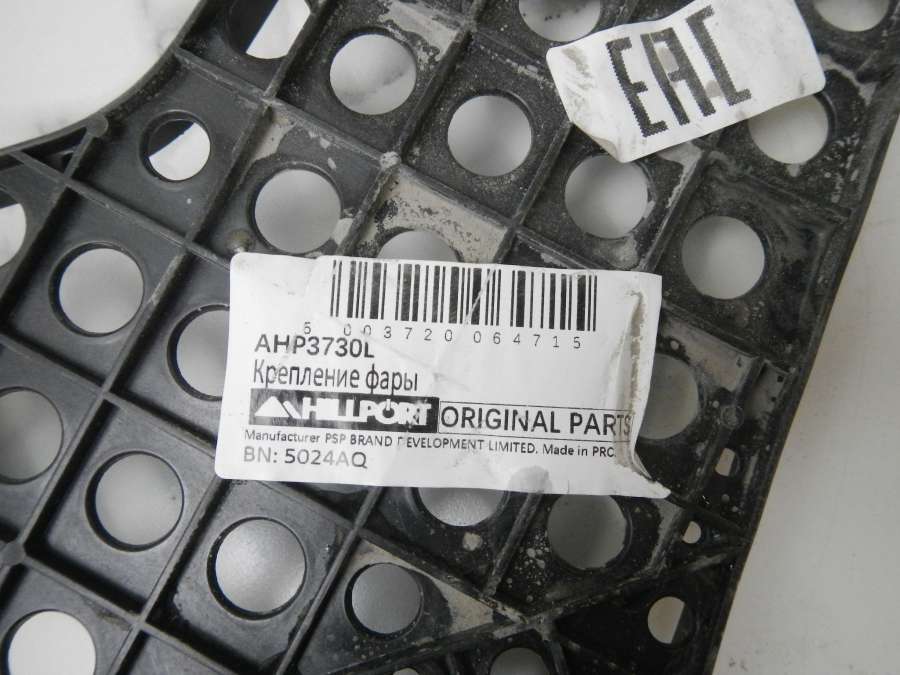 EAC
6 003720 064715
AHP3730L
Крепление фары
HILLPORT ORIGINAL PARTS
Manufacturer PSP BRAND DEVELOPMENT LIMITED. Made in PRC.
BN: 5024AQ